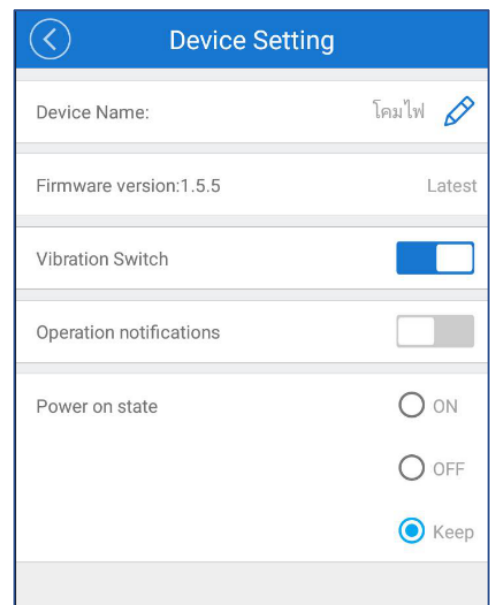 Device Setting
Device Name: โคมไฟ
Firmware version:1.5.5 Latest
Vibration Switch
Operation notifications
Power on state ON
OFF
Keep